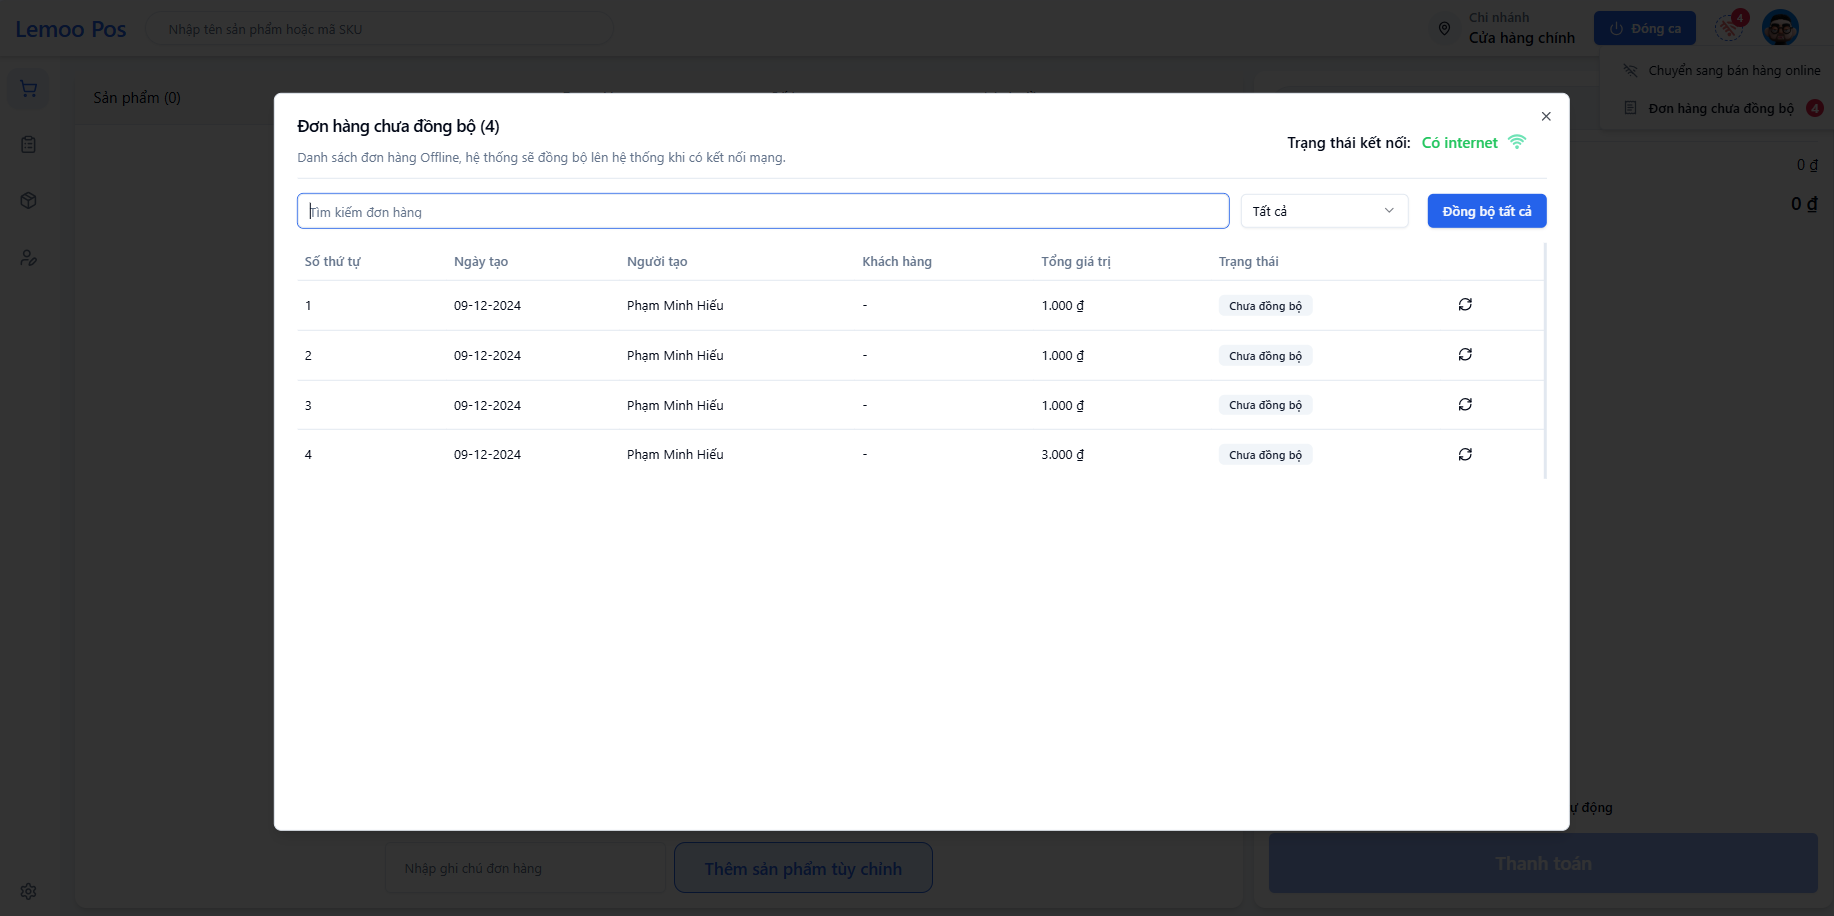 Lemoo Pos
Nhập tên sản phẩm hoặc mã SKU
Chi nhánh
Cửa hàng chính
Đóng ca
4
Chuyển sang bán hàng online
Đơn hàng chưa đồng bộ 4
Sản phẩm (0)
0 ₫
0 ₫
Đơn hàng chưa đồng bộ (4)
Danh sách đơn hàng Offline, hệ thống sẽ đồng bộ lên hệ thống khi có kết nối mạng.
Trạng thái kết nối: Có internet
Tìm kiếm đơn hàng
Tất cả
Đồng bộ tất cả
Số thứ tự Ngày tạo Người tạo Khách hàng Tổng giá trị Trạng thái
1 09-12-2024 Phạm Minh Hiếu - 1.000 ₫ Chưa đồng bộ
2 09-12-2024 Phạm Minh Hiếu - 1.000 ₫ Chưa đồng bộ
3 09-12-2024 Phạm Minh Hiếu - 1.000 ₫ Chưa đồng bộ
4 09-12-2024 Phạm Minh Hiếu - 3.000 ₫ Chưa đồng bộ
động
Nhập ghi chú đơn hàng
Thêm sản phẩm tùy chỉnh
Thanh toán